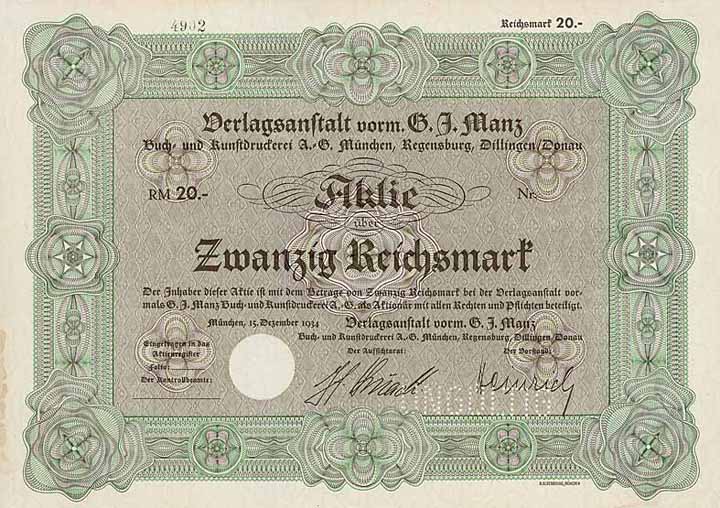 4902
Reichsmark 20.-
Verlagsanstalt vorm. G. J. Manz
Buch- und Kunstdruckerei A.-G. München, Regensburg, Dillingen/Donau
RM 20.- Aktie Nr.
über
Zwanzig Reichsmark
Der Inhaber dieser Aktie ist mit dem Betrage von Zwanzig Reichsmark bei der Verlagsanstalt vor-
mals G. J. Manz Buch- und Kunstdruckerei A. G. als Aktionär mit allen Rechten und Pflichten beteiligt.
München, 15. Dezember 1934
Verlagsanstalt vorm. G. J. Manz
Buch- und Kunstdruckerei A.-G. München, Regensburg, Dillingen/Donau
Der Aufsichtsrat: Der Vorstand:
Eingetragen in das
Aktienregister
Folio:
Der Kontrollbeamte:
Heinrich